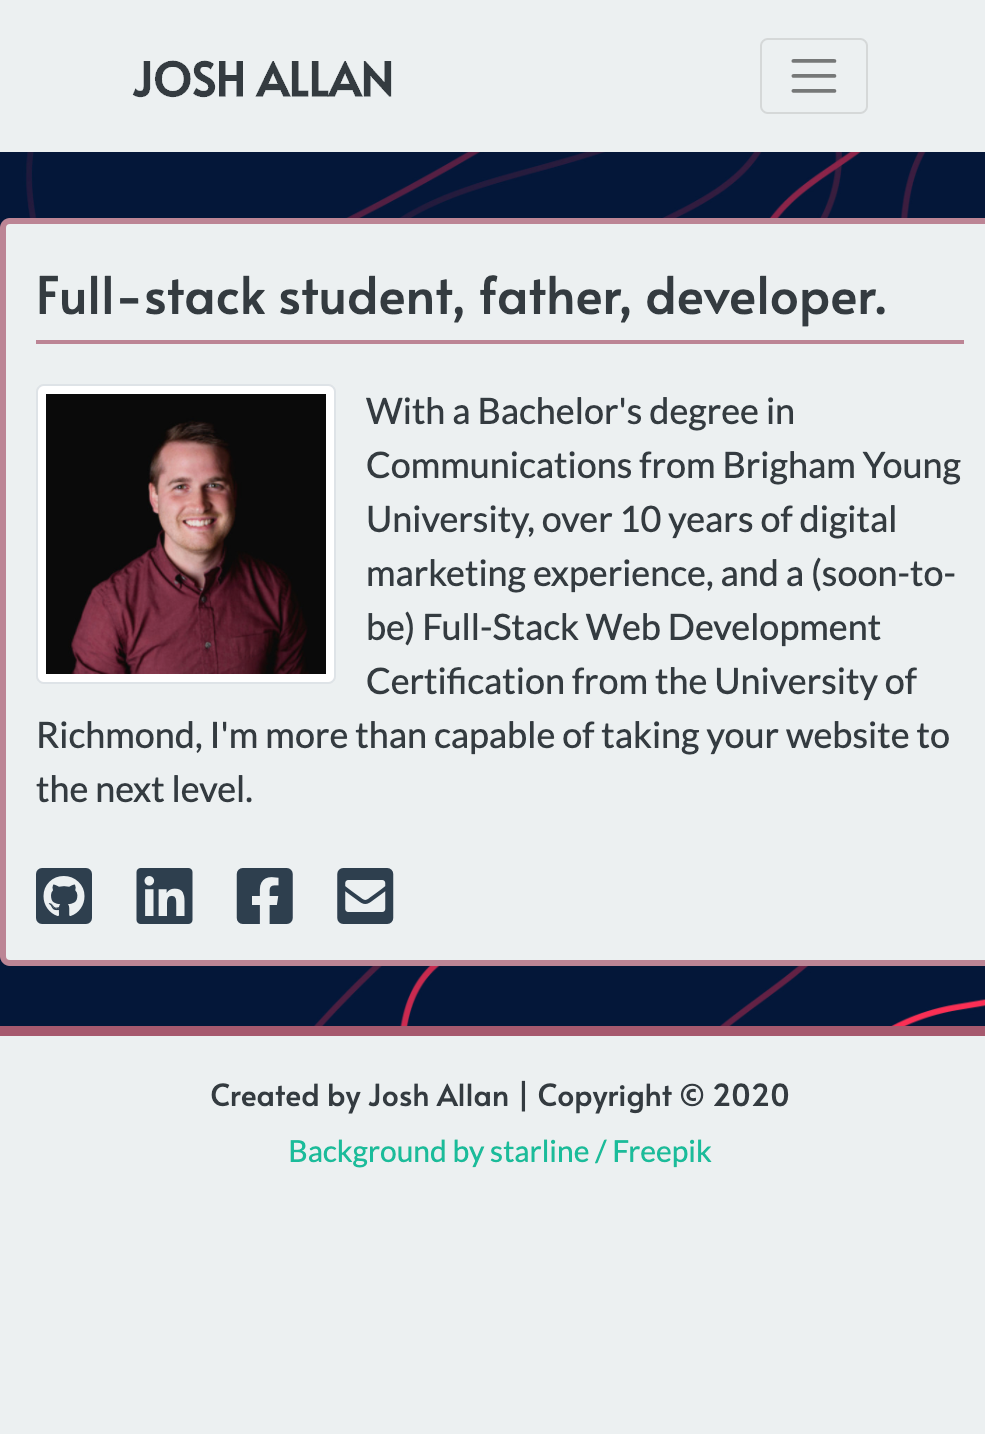 JOSH ALLAN
Full-stack student, father, developer.
With a Bachelor's degree in
Communications from Brigham Young
University, over 10 years of digital
marketing experience, and a (soon-to-
be) Full-Stack Web Development
Certification from the University of
Richmond, I'm more than capable of taking your website to
the next level.
in
Created by Josh Allan | Copyright © 2020
Background by starline / Freepik